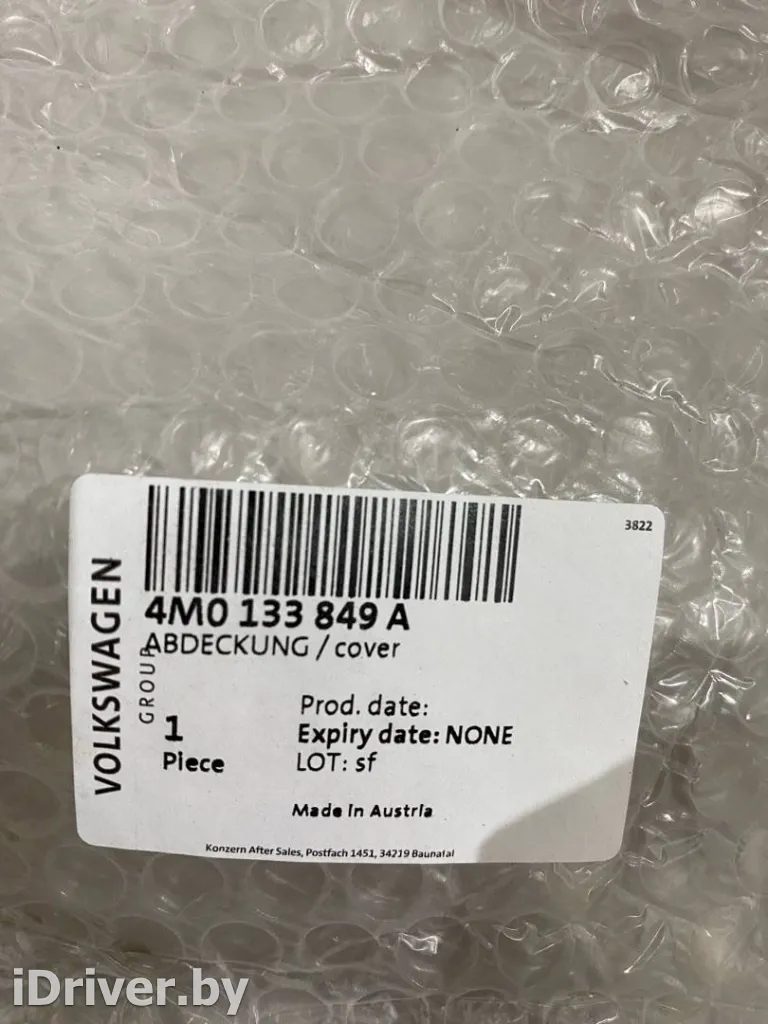 3822
4M0 133 849 A
ABDECKUNG / cover
VOLKSWAGEN
GROUP
1
Piece
Prod. date:
Expiry date: NONE
LOT: sf
Made in Austria
Konzern After Sales, Postfach 1451, 34219 Baunatal
iDriver.by